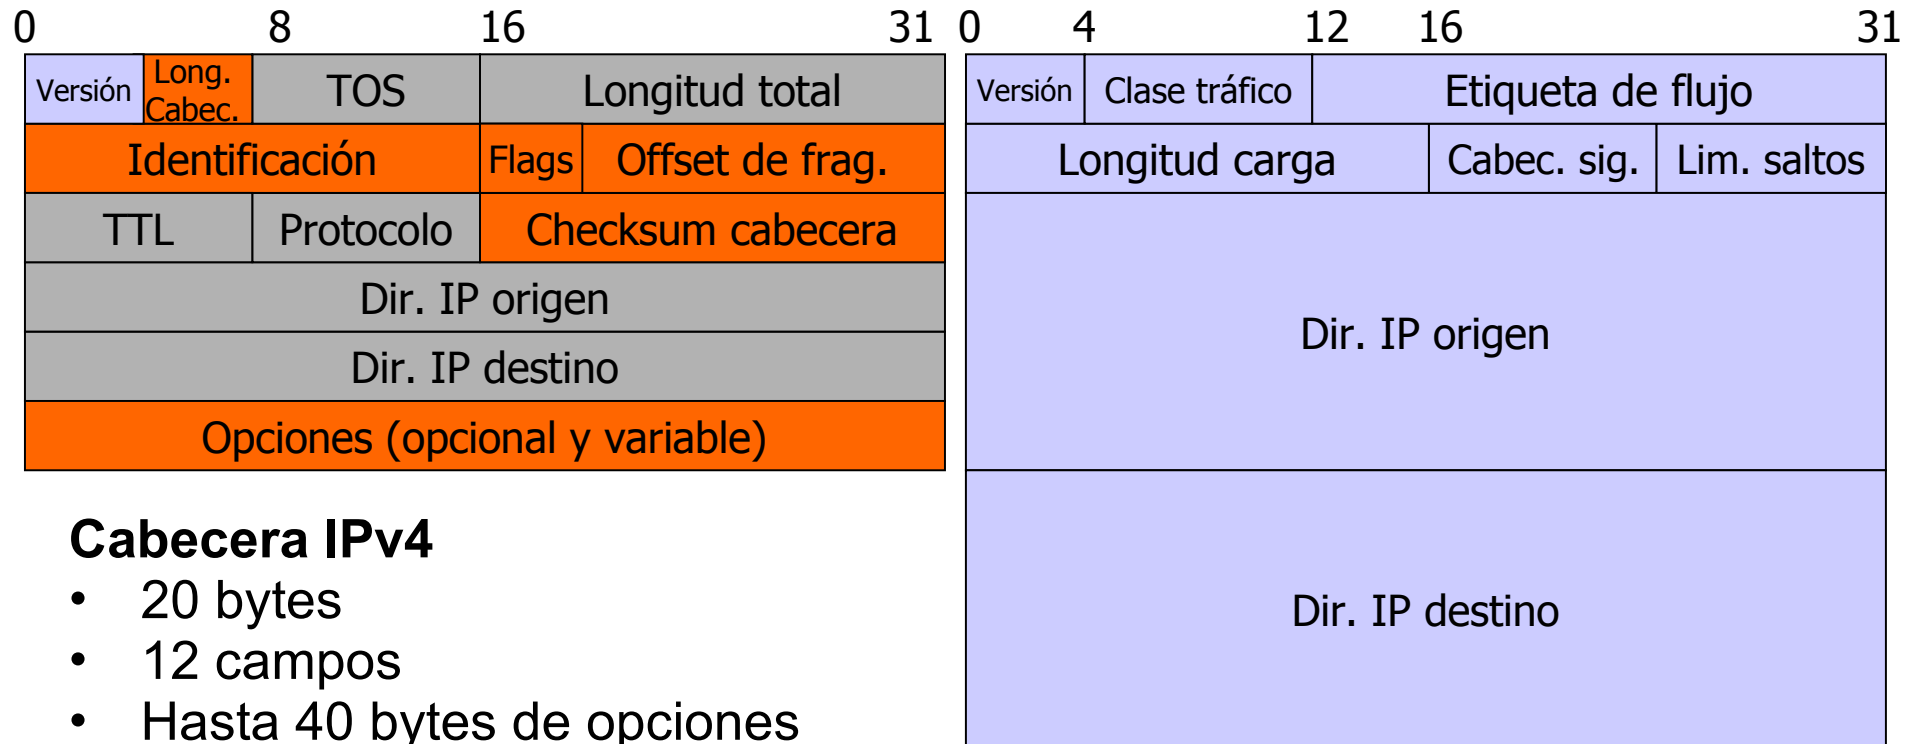 0 8 16 31
Versión Long. Cabec. TOS Longitud total
Identificación Flags Offset de frag.
TTL Protocolo Checksum cabecera
Dir. IP origen
Dir. IP destino
Opciones (opcional y variable)
Cabecera IPv4
• 20 bytes
• 12 campos
• Hasta 40 bytes de opciones
0 4 12 16 31
Versión Clase tráfico Etiqueta de flujo
Longitud carga Cabec. sig. Lim. saltos
Dir. IP origen
Dir. IP destino